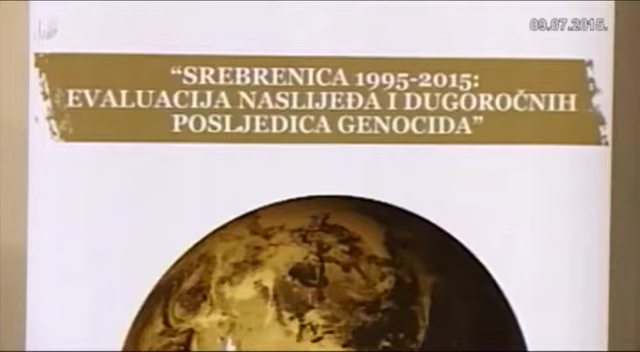 09.07.2015.
“SREBRENICA 1995-2015:
EVALUACIJA NASLIJEĐA I DUGOROČNIH
POSLJEDICA GENOCIDA”